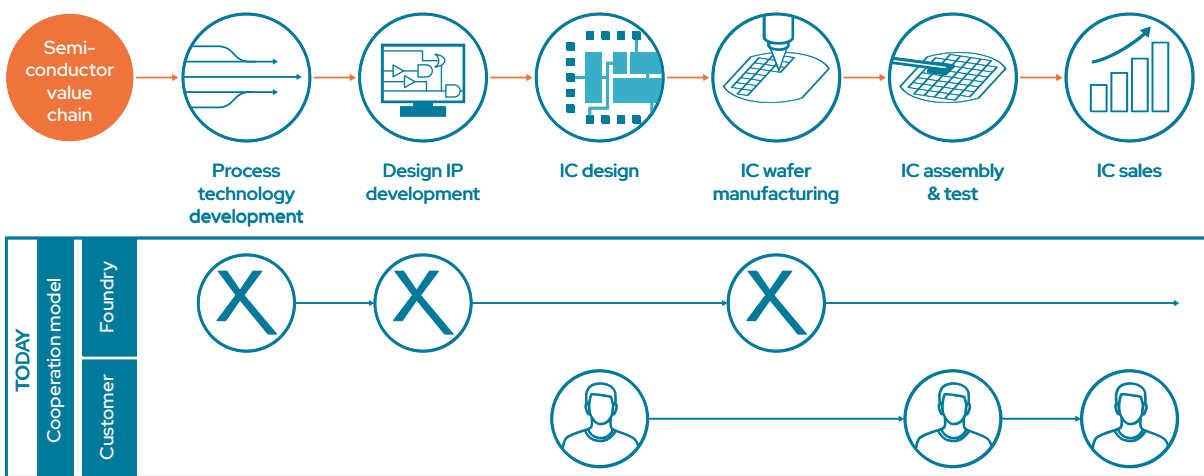 Semi-
conductor
value
chain
Process
technology
development
Design IP
development
IC design
IC wafer
manufacturing
IC assembly
& test
IC sales
TODAY
Cooperation model
Foundry
X
X
X
Customer